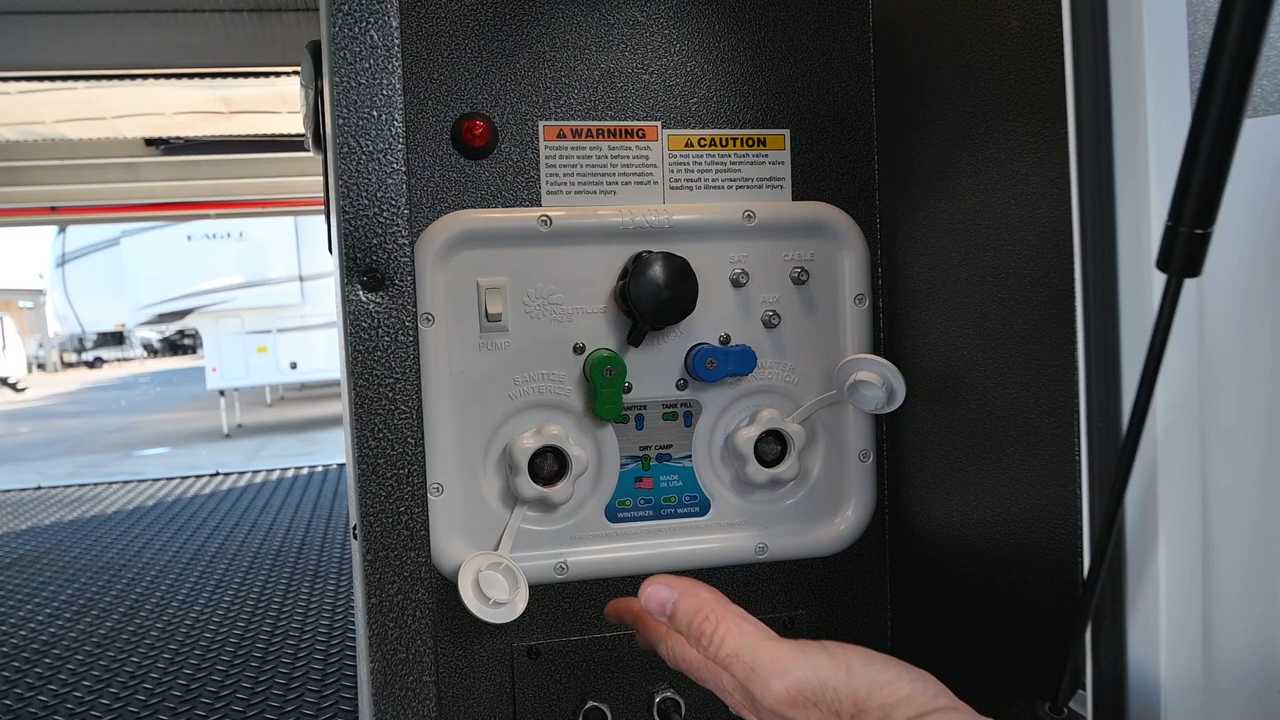 WARNING
Potable water only. Sanitize, flush,
and drain water tank before using.
See owner's manual for instructions,
care, and maintenance information.
Failure to maintain tank can result in
death or serious injury.
CAUTION
Do not use the tank flush valve
unless the fullway termination valve
is in the open position.
Can result in an unsanitary condition
leading to illness or personal injury.
B&B
EAGLE
SAT
CABLE
AUX
NAUTILUS
P2.5
PUMP
FLUSH
SANITIZE
WINTERIZE
WATER
CONNECTION
TANK FILL
DRY CAMP
MADE
IN USA
WINTERIZE
CITY WATER